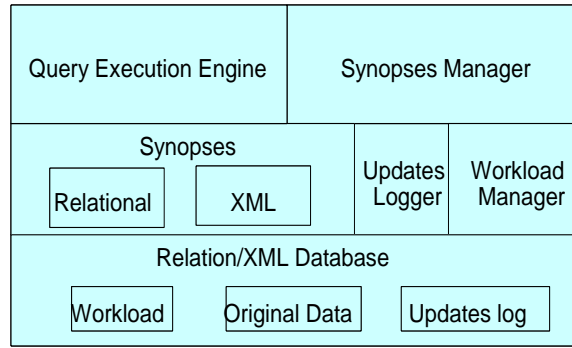 Query Execution Engine
Synopses Manager
Synopses
Relational
XML
Updates
Logger
Workload
Manager
Relation/XML Database
Workload
Original Data
Updates log